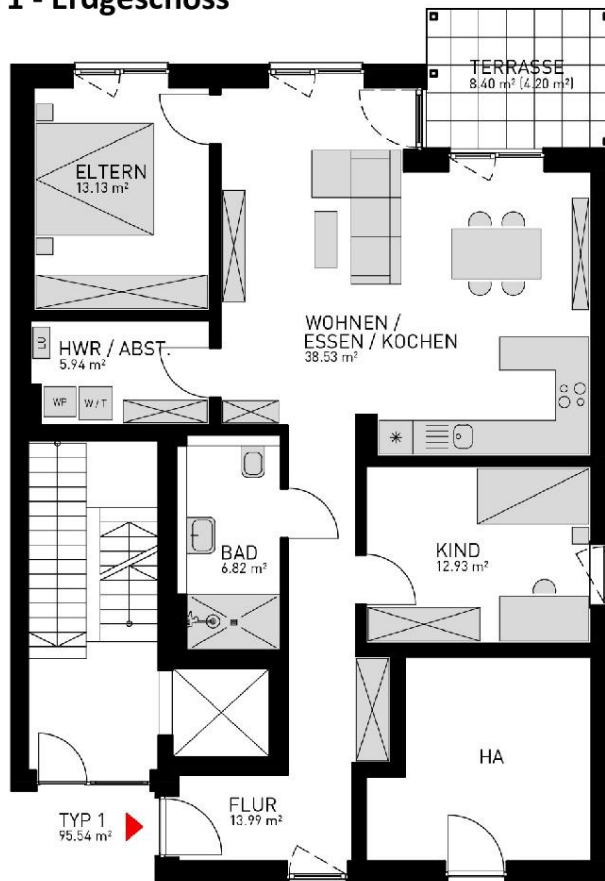 1 - Erdgeschoss
TERRASSE
8.40 m² (4.20 m²)
ELTERN
13.13 m²
WOHNEN /
ESSEN / KOCHEN
38.53 m²
HWR / ABST.
5.94 m²
LU
WP
W / T
BAD
6.82 m²
KIND
12.93 m²
HA
TYP 1
95.54 m²
FLUR
13.99 m²